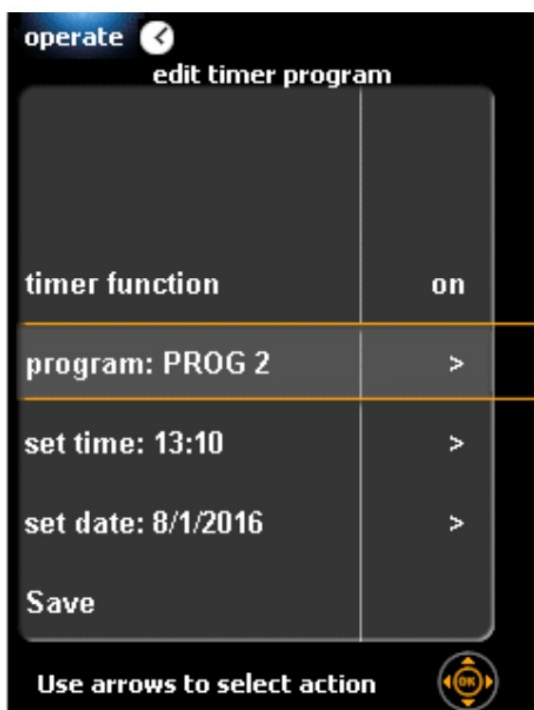 operate
edit timer program
timer function on
program: PROG 2 >
set time: 13:10 >
set date: 8/1/2016 >
Save
Use arrows to select action OK